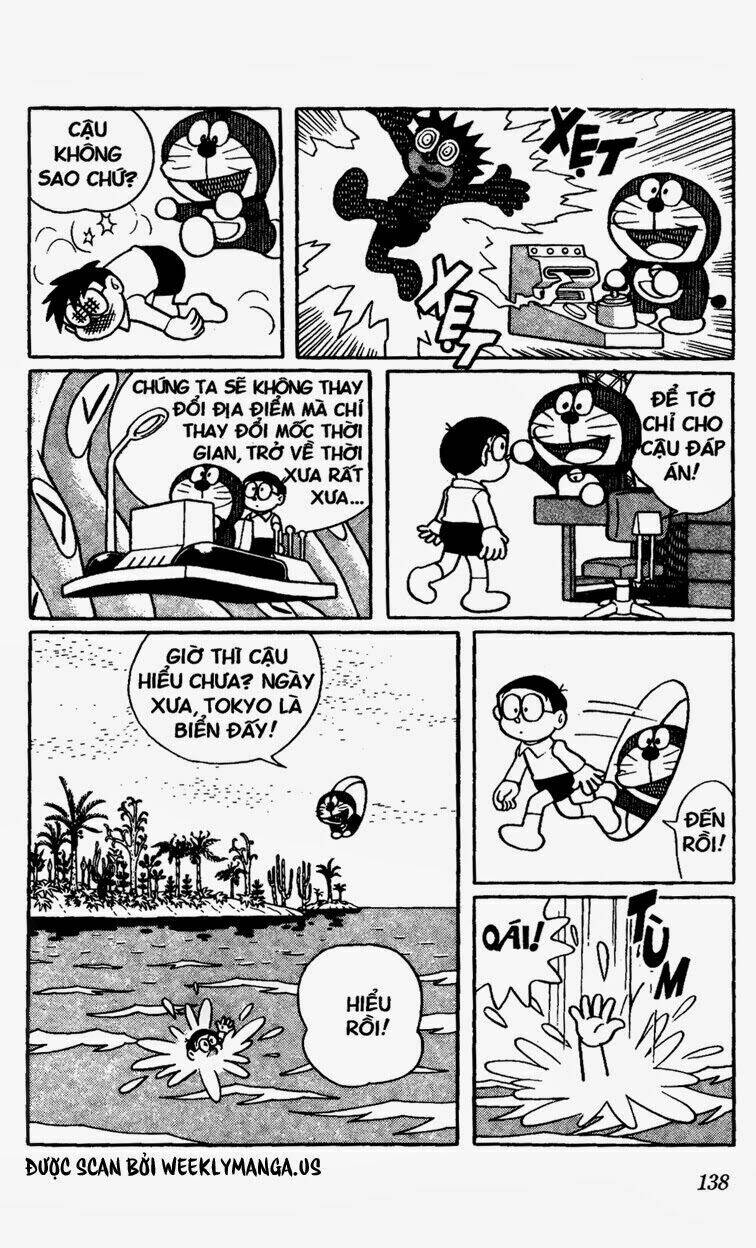 XẸT
XẸT
CẬU
KHÔNG
SAO CHỨ?
ĐỂ TỚ
CHỈ CHO
CẬU ĐÁP
ÁN!
CHÚNG TA SẼ KHÔNG THAY
ĐỔI ĐỊA ĐIỂM MÀ CHỈ
THAY ĐỔI MỐC THỜI
GIAN, TRỞ VỀ THỜI
XƯA RẤT
XƯA...
ĐẾN
RỒI!
OÁI!
TÙM
GIỜ THÌ CẬU
HIỂU CHƯA? NGÀY
XƯA, TOKYO LÀ
BIỂN ĐẤY!
HIỂU
RỒI!
ĐƯỢC SCAN BỞI WEEKLYMANGA.US
138